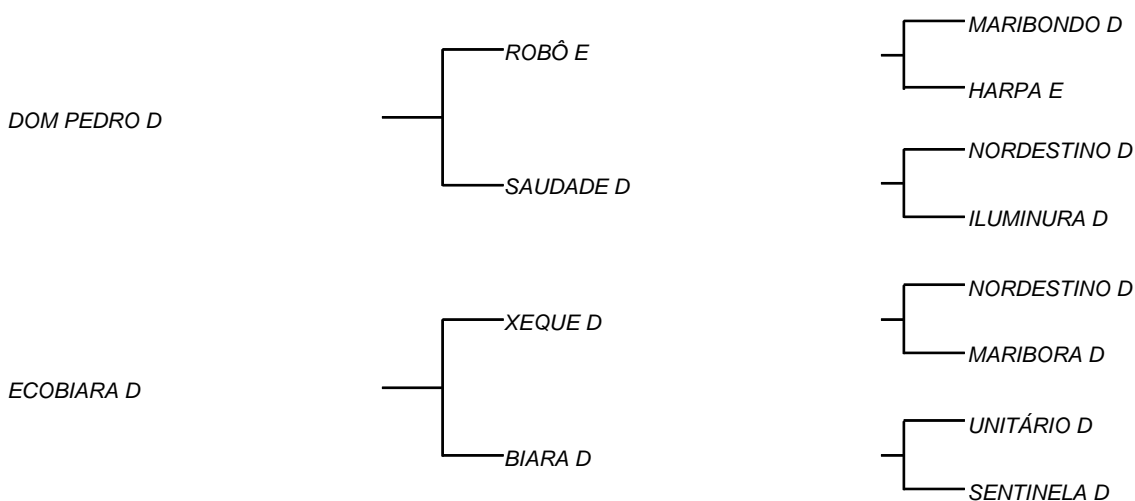 MARIBONDO D
ROBÔ E
HARPA E
DOM PEDRO D
NORDESTINO D
SAUDADE D
ILUMINURA D
NORDESTINO D
XEQUE D
MARIBORA D
ECOBIARA D
UNITÁRIO D
BIARA D
SENTINELA D